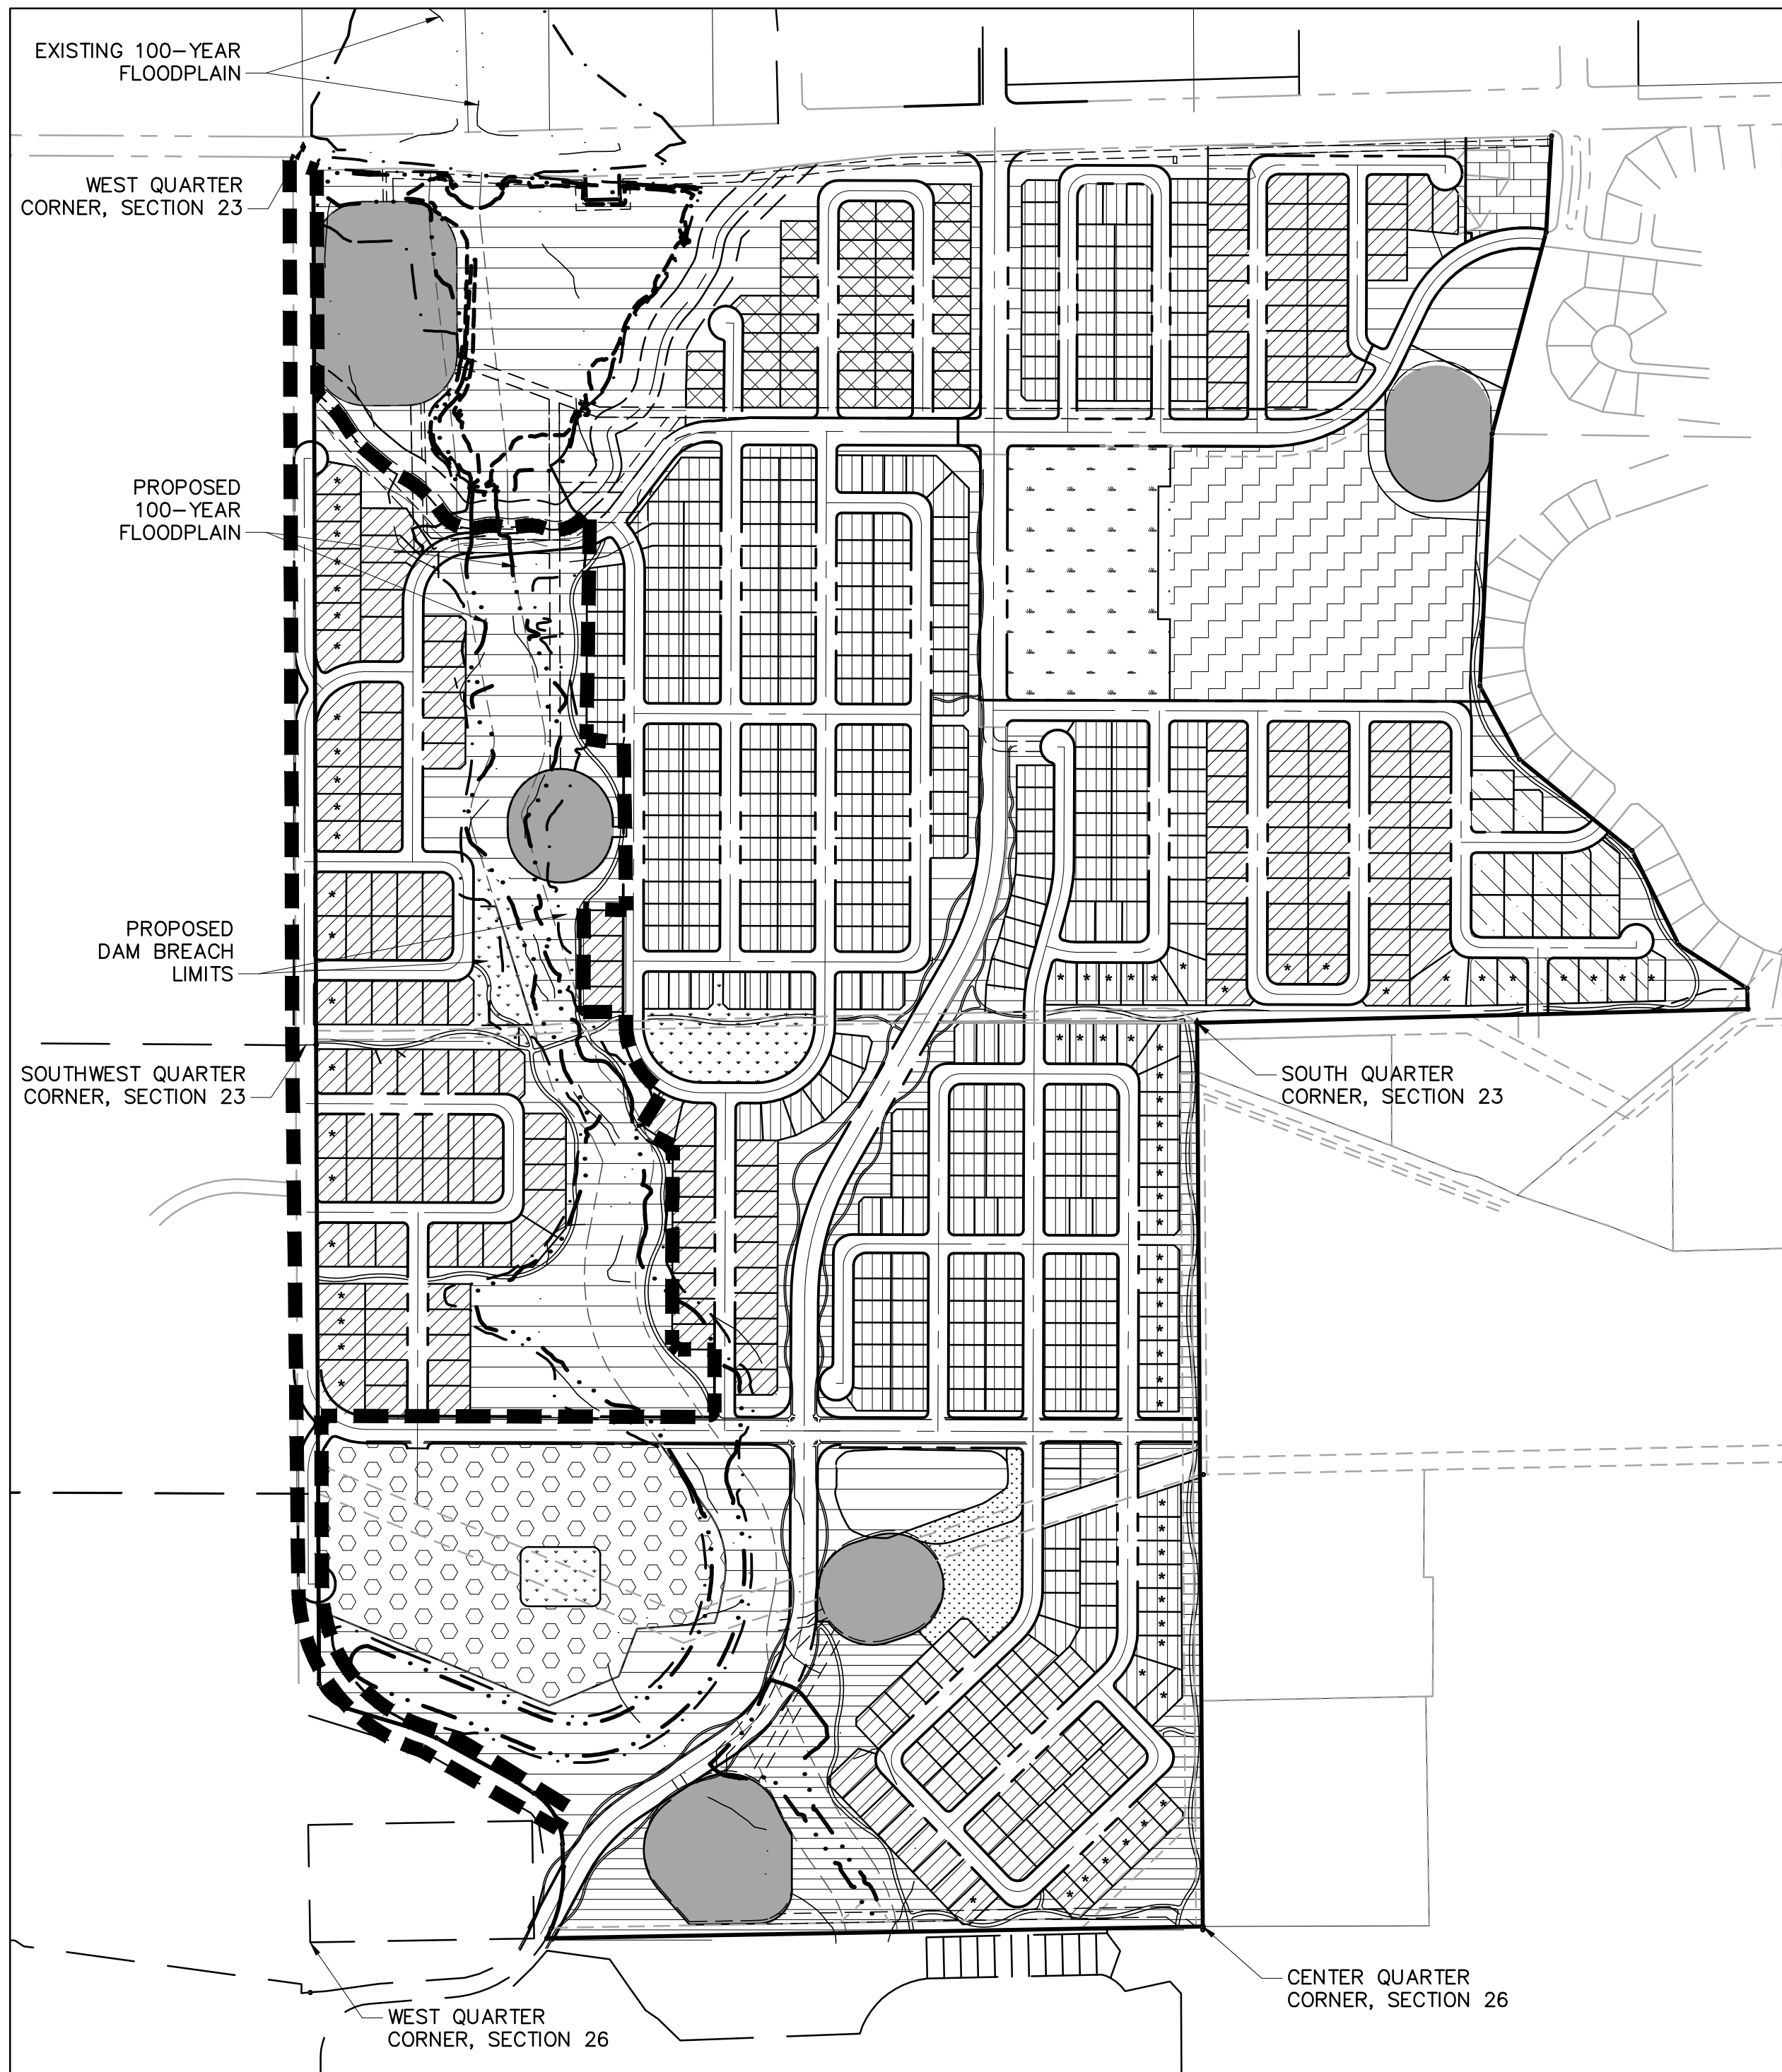 EXISTING 100-YEAR
FLOODPLAIN
WEST QUARTER
CORNER, SECTION 23
PROPOSED
100-YEAR
FLOODPLAIN
PROPOSED
DAM BREACH
LIMITS
SOUTHWEST QUARTER
CORNER, SECTION 23
SOUTH QUARTER
CORNER, SECTION 23
CENTER QUARTER
CORNER, SECTION 26
WEST QUARTER
CORNER, SECTION 26